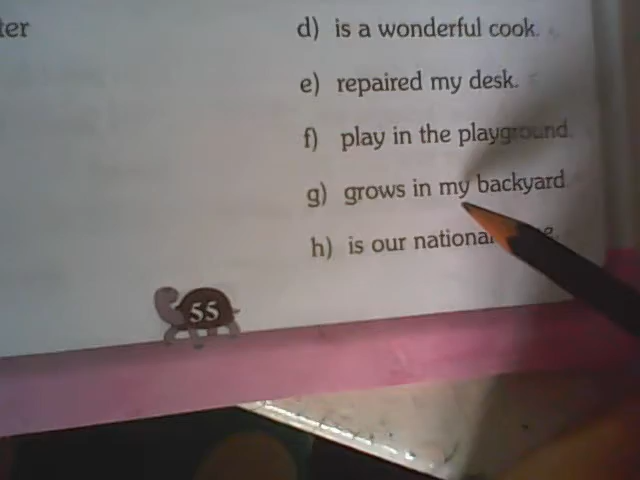 ter
d) is a wonderful cook.
e) repaired my desk.
f) play in the playground.
g) grows in my backyard
h) is our national
55